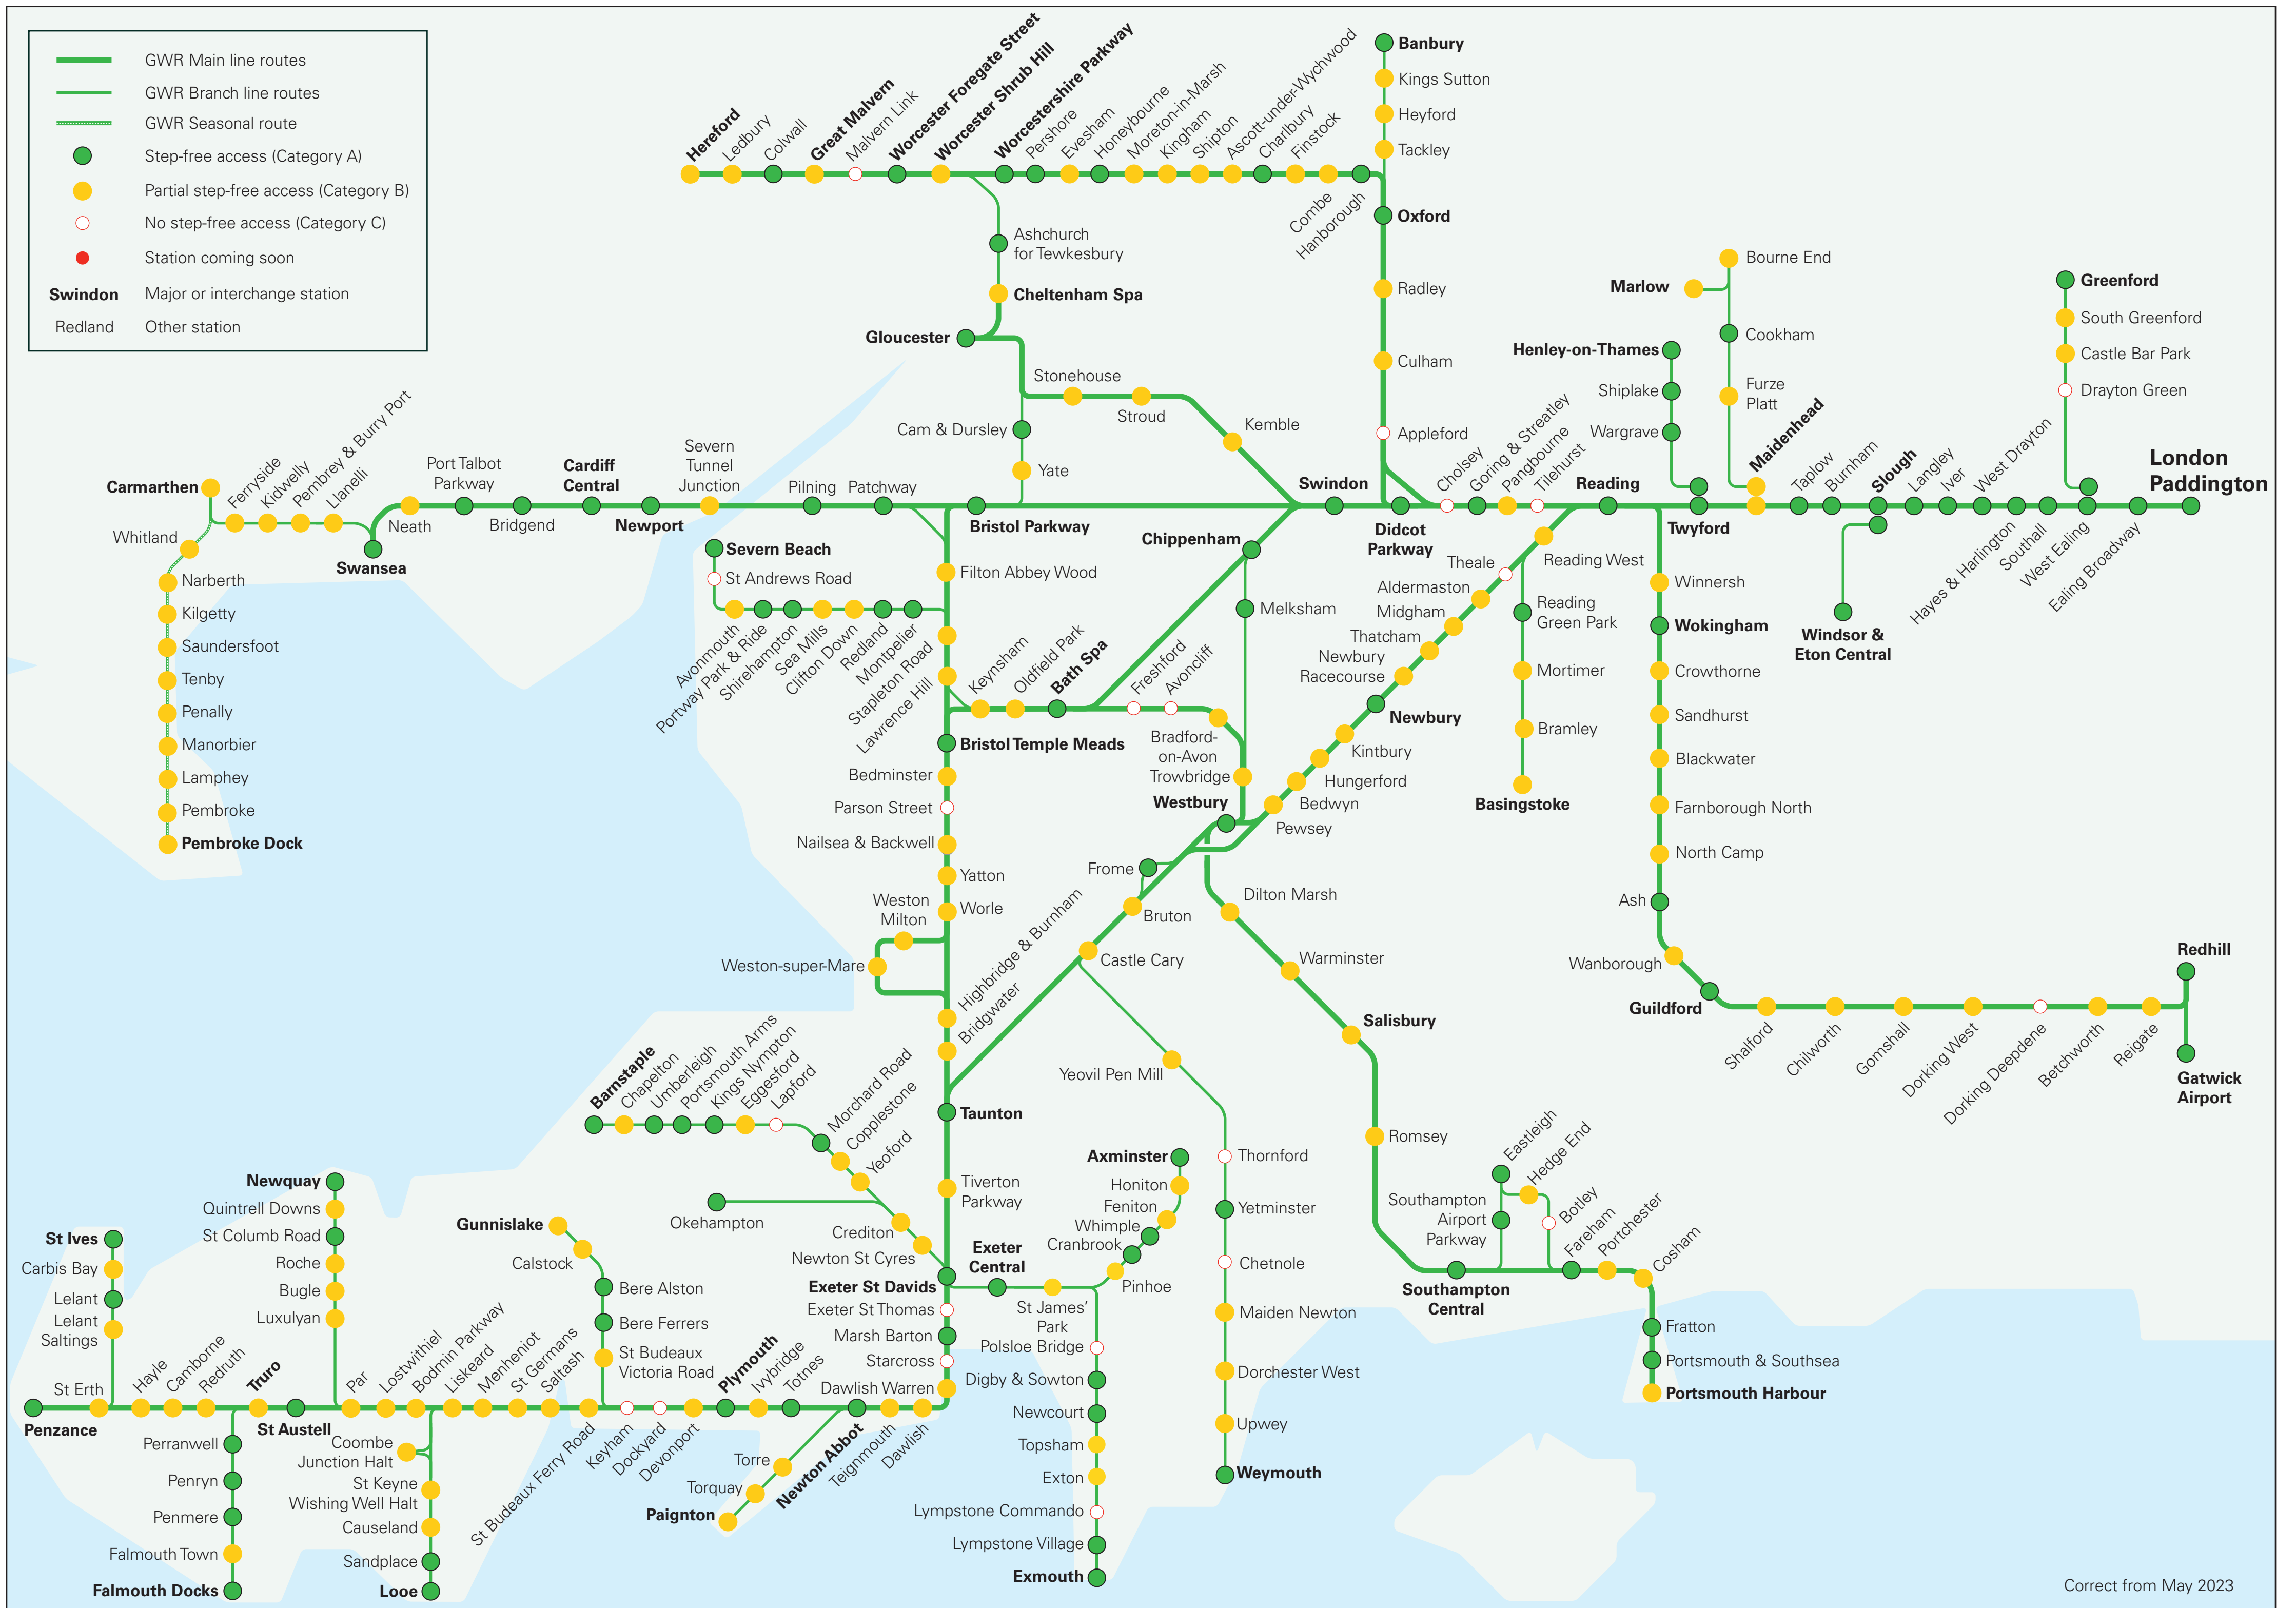 GWR Main line routes
GWR Branch line routes
GWR Seasonal route
Step-free access (Category A)
Partial step-free access (Category B)
No step-free access (Category C)
Station coming soon
Swindon
Major or interchange station
Redland
Other station
Hereford
Ledbury
Colwall
Great Malvern
Malvern Link
Worcester Foregate Street
Worcester Shrub Hill
Worcestershire Parkway
Pershore
Evesham
Honeybourne
Moreton-in-Marsh
Kingham
Shipton
Ascott-under-Wychwood
Charlbury
Finstock
Combe
Hanborough
Banbury
Kings Sutton
Heyford
Tackley
Oxford
Radley
Culham
Appleford
Ashchurch
for Tewkesbury
Cheltenham Spa
Gloucester
Stonehouse
Stroud
Kemble
Cam & Dursley
Yate
Marlow
Bourne End
Cookham
Furze
Platt
Maidenhead
Henley-on-Thames
Shiplake
Wargrave
Greenford
South Greenford
Castle Bar Park
Drayton Green
London
Paddington
Carmarthen
Ferryside
Kidwelly
Pembrey & Burry Port
Llanelli
Whitland
Narberth
Kilgetty
Saundersfoot
Tenby
Penally
Manorbier
Lamphey
Pembroke
Pembroke Dock
Swansea
Neath
Port Talbot
Parkway
Bridgend
Cardiff
Central
Newport
Severn
Tunnel
Junction
Pilning
Patchway
Bristol Parkway
Swindon
Didcot
Parkway
Cholsey
Goring & Streatley
Pangbourne
Tilehurst
Reading
Twyford
Taplow
Burnham
Slough
Langley
Iver
West Drayton
Hayes & Harlington
Southall
West Ealing
Ealing Broadway
Windsor &
Eton Central
Severn Beach
St Andrews Road
Avonmouth
Portway Park & Ride
Shirehampton
Sea Mills
Clifton Down
Redland
Montpelier
Stapleton Road
Lawrence Hill
Filton Abbey Wood
Keynsham
Oldfield Park
Bath Spa
Freshford
Avoncliff
Bradford-
on-Avon
Trowbridge
Westbury
Chippenham
Melksham
Reading West
Theale
Aldermaston
Midgham
Thatcham
Newbury
Racecourse
Newbury
Kintbury
Hungerford
Bedwyn
Pewsey
Reading
Green Park
Mortimer
Bramley
Basingstoke
Winnersh
Wokingham
Crowthorne
Sandhurst
Blackwater
Farnborough North
North Camp
Ash
Wanborough
Guildford
Shalford
Chilworth
Gomshall
Dorking West
Dorking Deepdene
Betchworth
Reigate
Redhill
Gatwick
Airport
Bristol Temple Meads
Bedminster
Parson Street
Nailsea & Backwell
Yatton
Worle
Weston
Milton
Weston-super-Mare
Highbridge & Burnham
Bridgwater
Taunton
Tiverton
Parkway
Frome
Bruton
Castle Cary
Yeovil Pen Mill
Thornford
Yetminster
Chetnole
Maiden Newton
Dorchester West
Upwey
Weymouth
Dilton Marsh
Warminster
Salisbury
Romsey
Southampton
Central
Southampton
Airport
Parkway
Eastleigh
Hedge End
Botley
Fareham
Portchester
Cosham
Fratton
Portsmouth & Southsea
Portsmouth Harbour
Barnstaple
Chapelton
Umberleigh
Portsmouth Arms
Kings Nympton
Eggesford
Lapford
Morchard Road
Copplestone
Yeoford
Okehampton
Crediton
Newton St Cyres
Exeter St Davids
Exeter
Central
St James'
Park
Axminster
Honiton
Feniton
Whimple
Cranbrook
Pinhoe
Polsloe Bridge
Digby & Sowton
Newcourt
Topsham
Exton
Lympstone Commando
Lympstone Village
Exmouth
Exeter St Thomas
Marsh Barton
Starcross
Dawlish Warren
Dawlish
Teignmouth
Newton Abbot
Torre
Torquay
Paignton
Totnes
Ivybridge
Plymouth
Devonport
Dockyard
Keyham
St Budeaux Ferry Road
Gunnislake
Calstock
Bere Alston
Bere Ferrers
St Budeaux
Victoria Road
Saltash
St Germans
Menheniot
Liskeard
Bodmin Parkway
Lostwithiel
Par
Coombe
Junction Halt
St Keyne
Wishing Well Halt
Causeland
Sandplace
Looe
Newquay
Quintrell Downs
St Columb Road
Roche
Bugle
Luxulyan
St Austell
Truro
Perranwell
Penryn
Penmere
Falmouth Town
Falmouth Docks
Redruth
Camborne
Hayle
St Erth
St Ives
Carbis Bay
Lelant
Lelant
Saltings
Penzance
Correct from May 2023